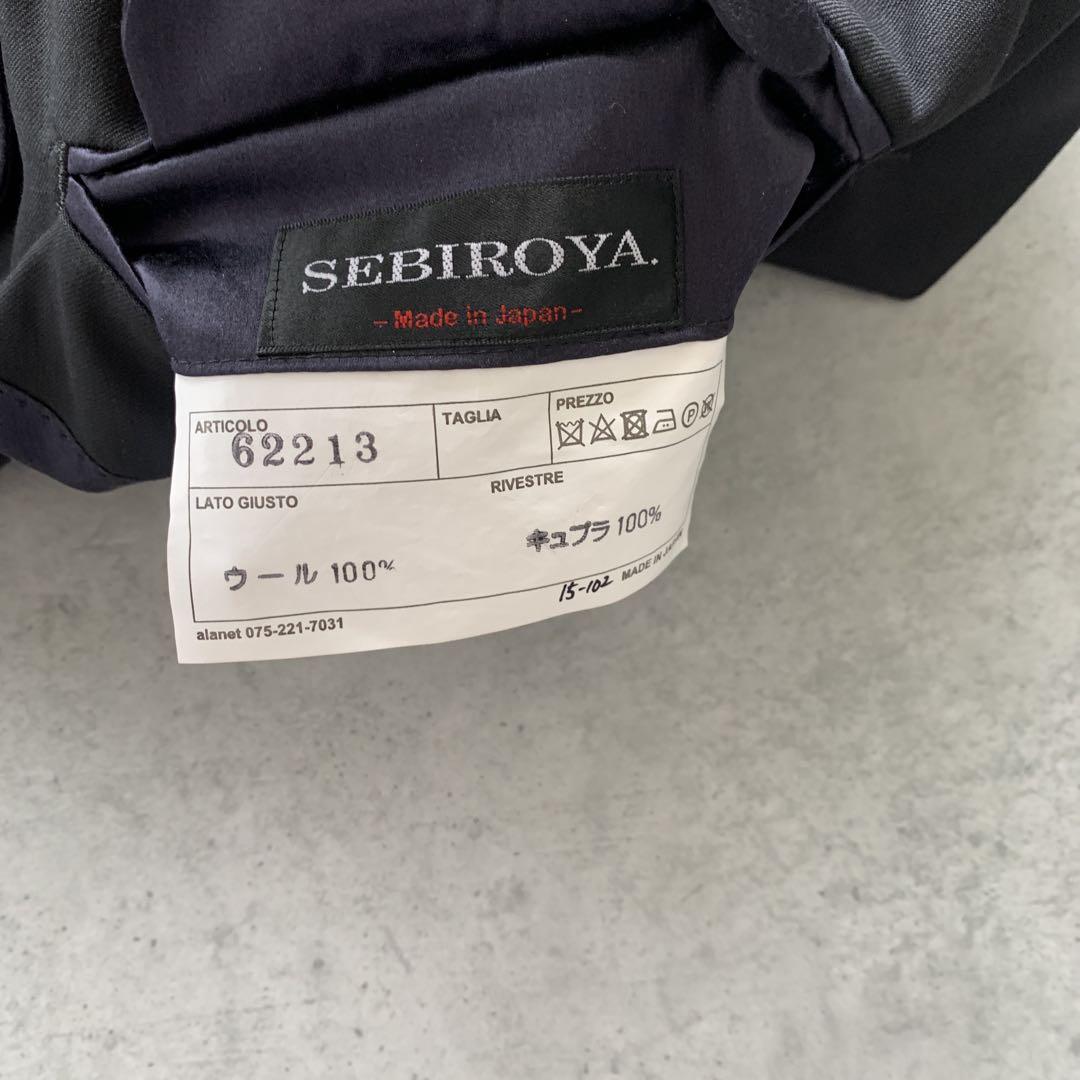 SEBIROYA.
- Made in Japan -
ARTICOLO
62213
TAGLIA
PREZZO
LATO GIUSTO
RIVESTRE
ウール 100%
キュプラ 100%
15-102 MADE IN JAPAN
alanet 075-221-7031